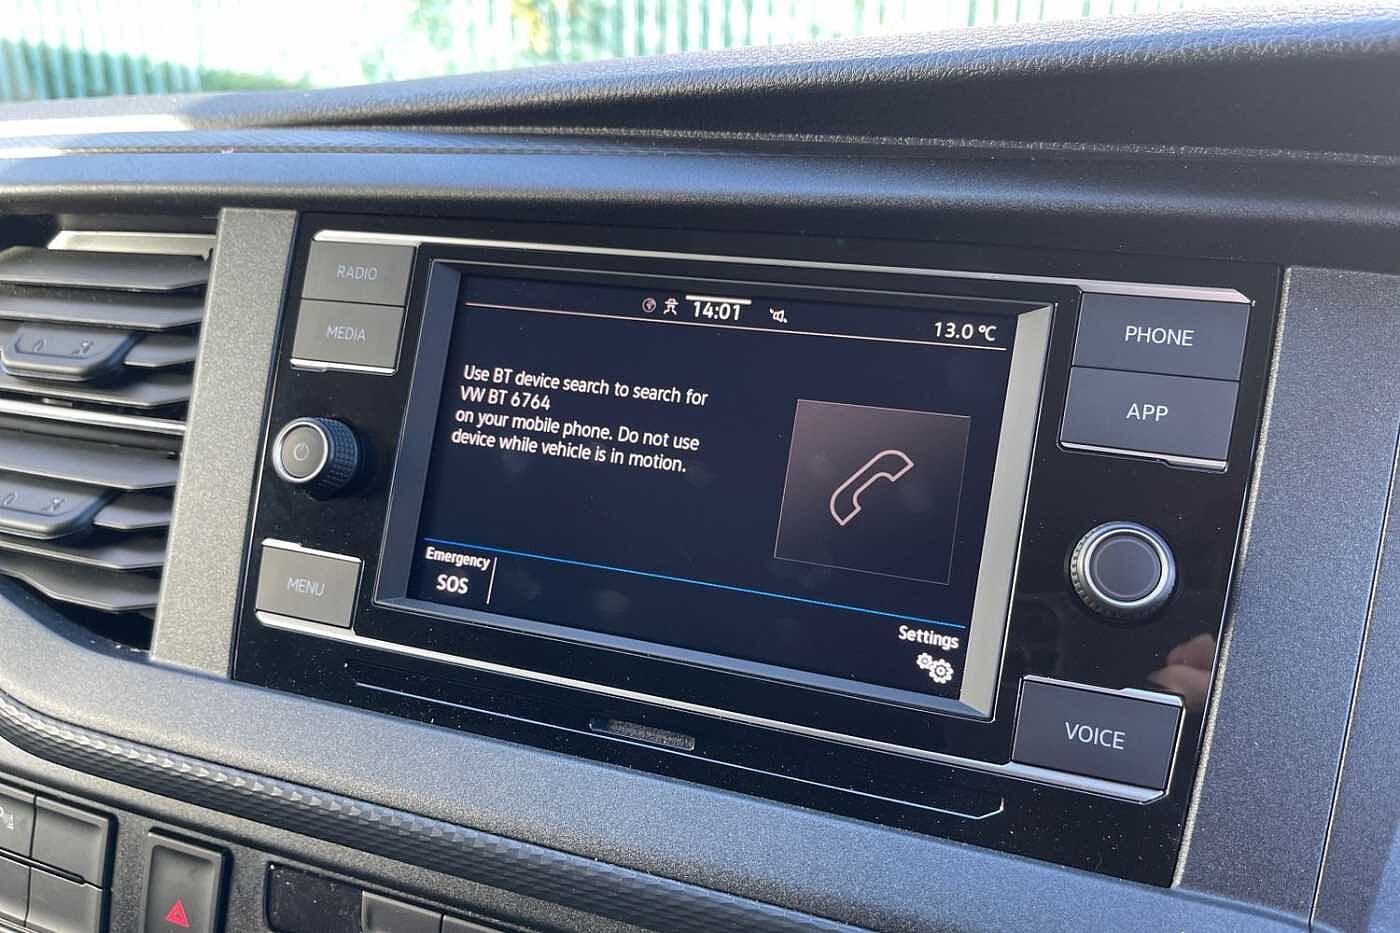 RADIO
MEDIA
MENU
14:01
13.0 °C
Use BT device search to search for
VW BT 6764
on your mobile phone. Do not use
device while vehicle is in motion.
Emergency
SOS
Settings
PHONE
APP
VOICE